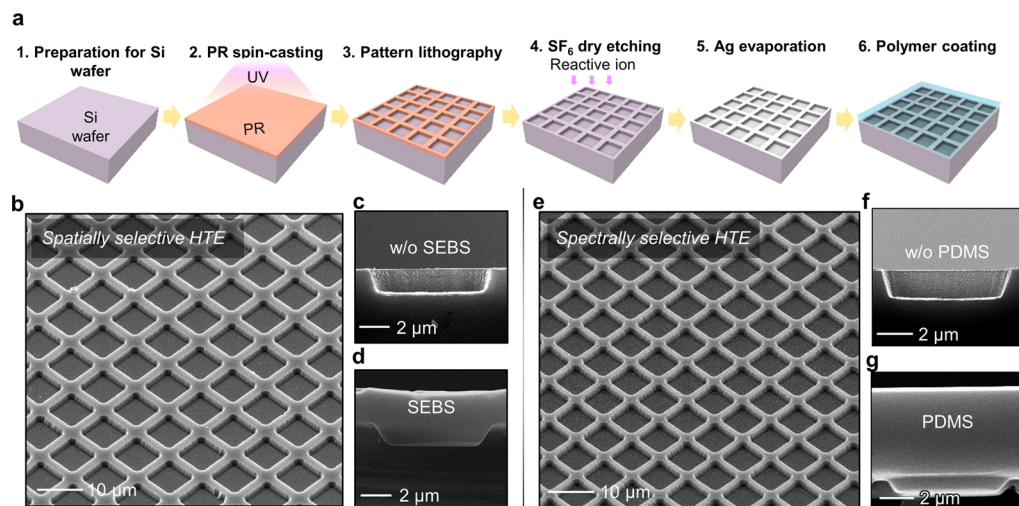 a
1. Preparation for Si
wafer
2. PR spin-casting
3. Pattern lithography
4. SF₆ dry etching
5. Ag evaporation
6. Polymer coating
UV
Reactive ion
Si
wafer
PR
b
Spatially selective HTE
10 μm
c
w/o SEBS
2 μm
d
SEBS
2 μm
e
Spectrally selective HTE
10 μm
f
w/o PDMS
2 μm
g
PDMS
2 μm